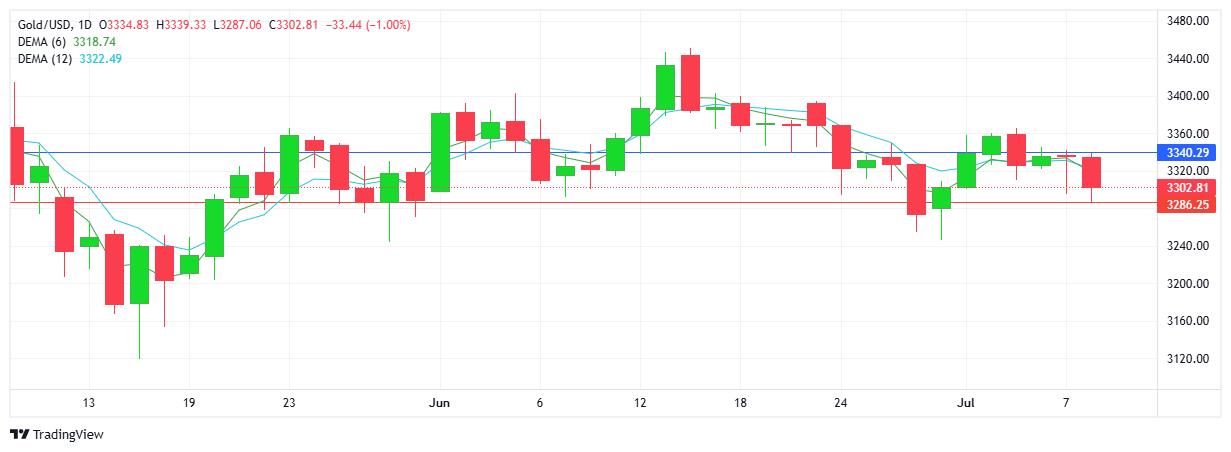 Gold/USD, 1D O3334.83 H3339.33 L3287.06 C3302.81 −33.44 (−1.00%)
DEMA (6) 3318.74
DEMA (12) 3322.49
3480.00
3440.00
3400.00
3360.00
3340.29
3320.00
3302.81
3286.25
3240.00
3200.00
3160.00
3120.00
13 19 23 Jun 6 12 18 24 Jul 7
TradingView